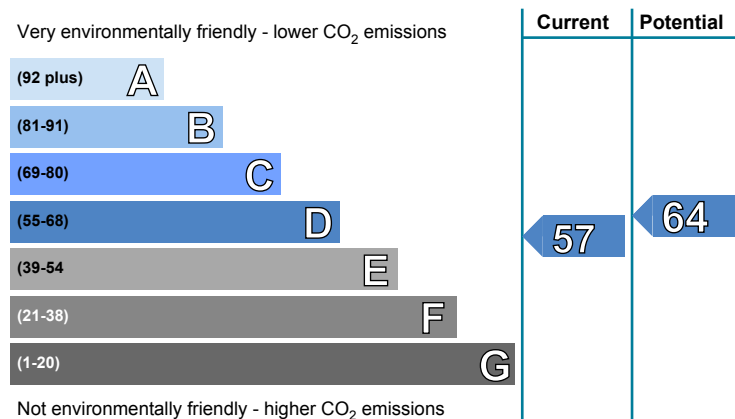 Very environmentally friendly - lower CO2 emissions
Current
Potential
(92 plus) A
(81-91) B
(69-80) C
(55-68) D
(39-54 E
(21-38) F
(1-20) G
57
64
Not environmentally friendly - higher CO2 emissions